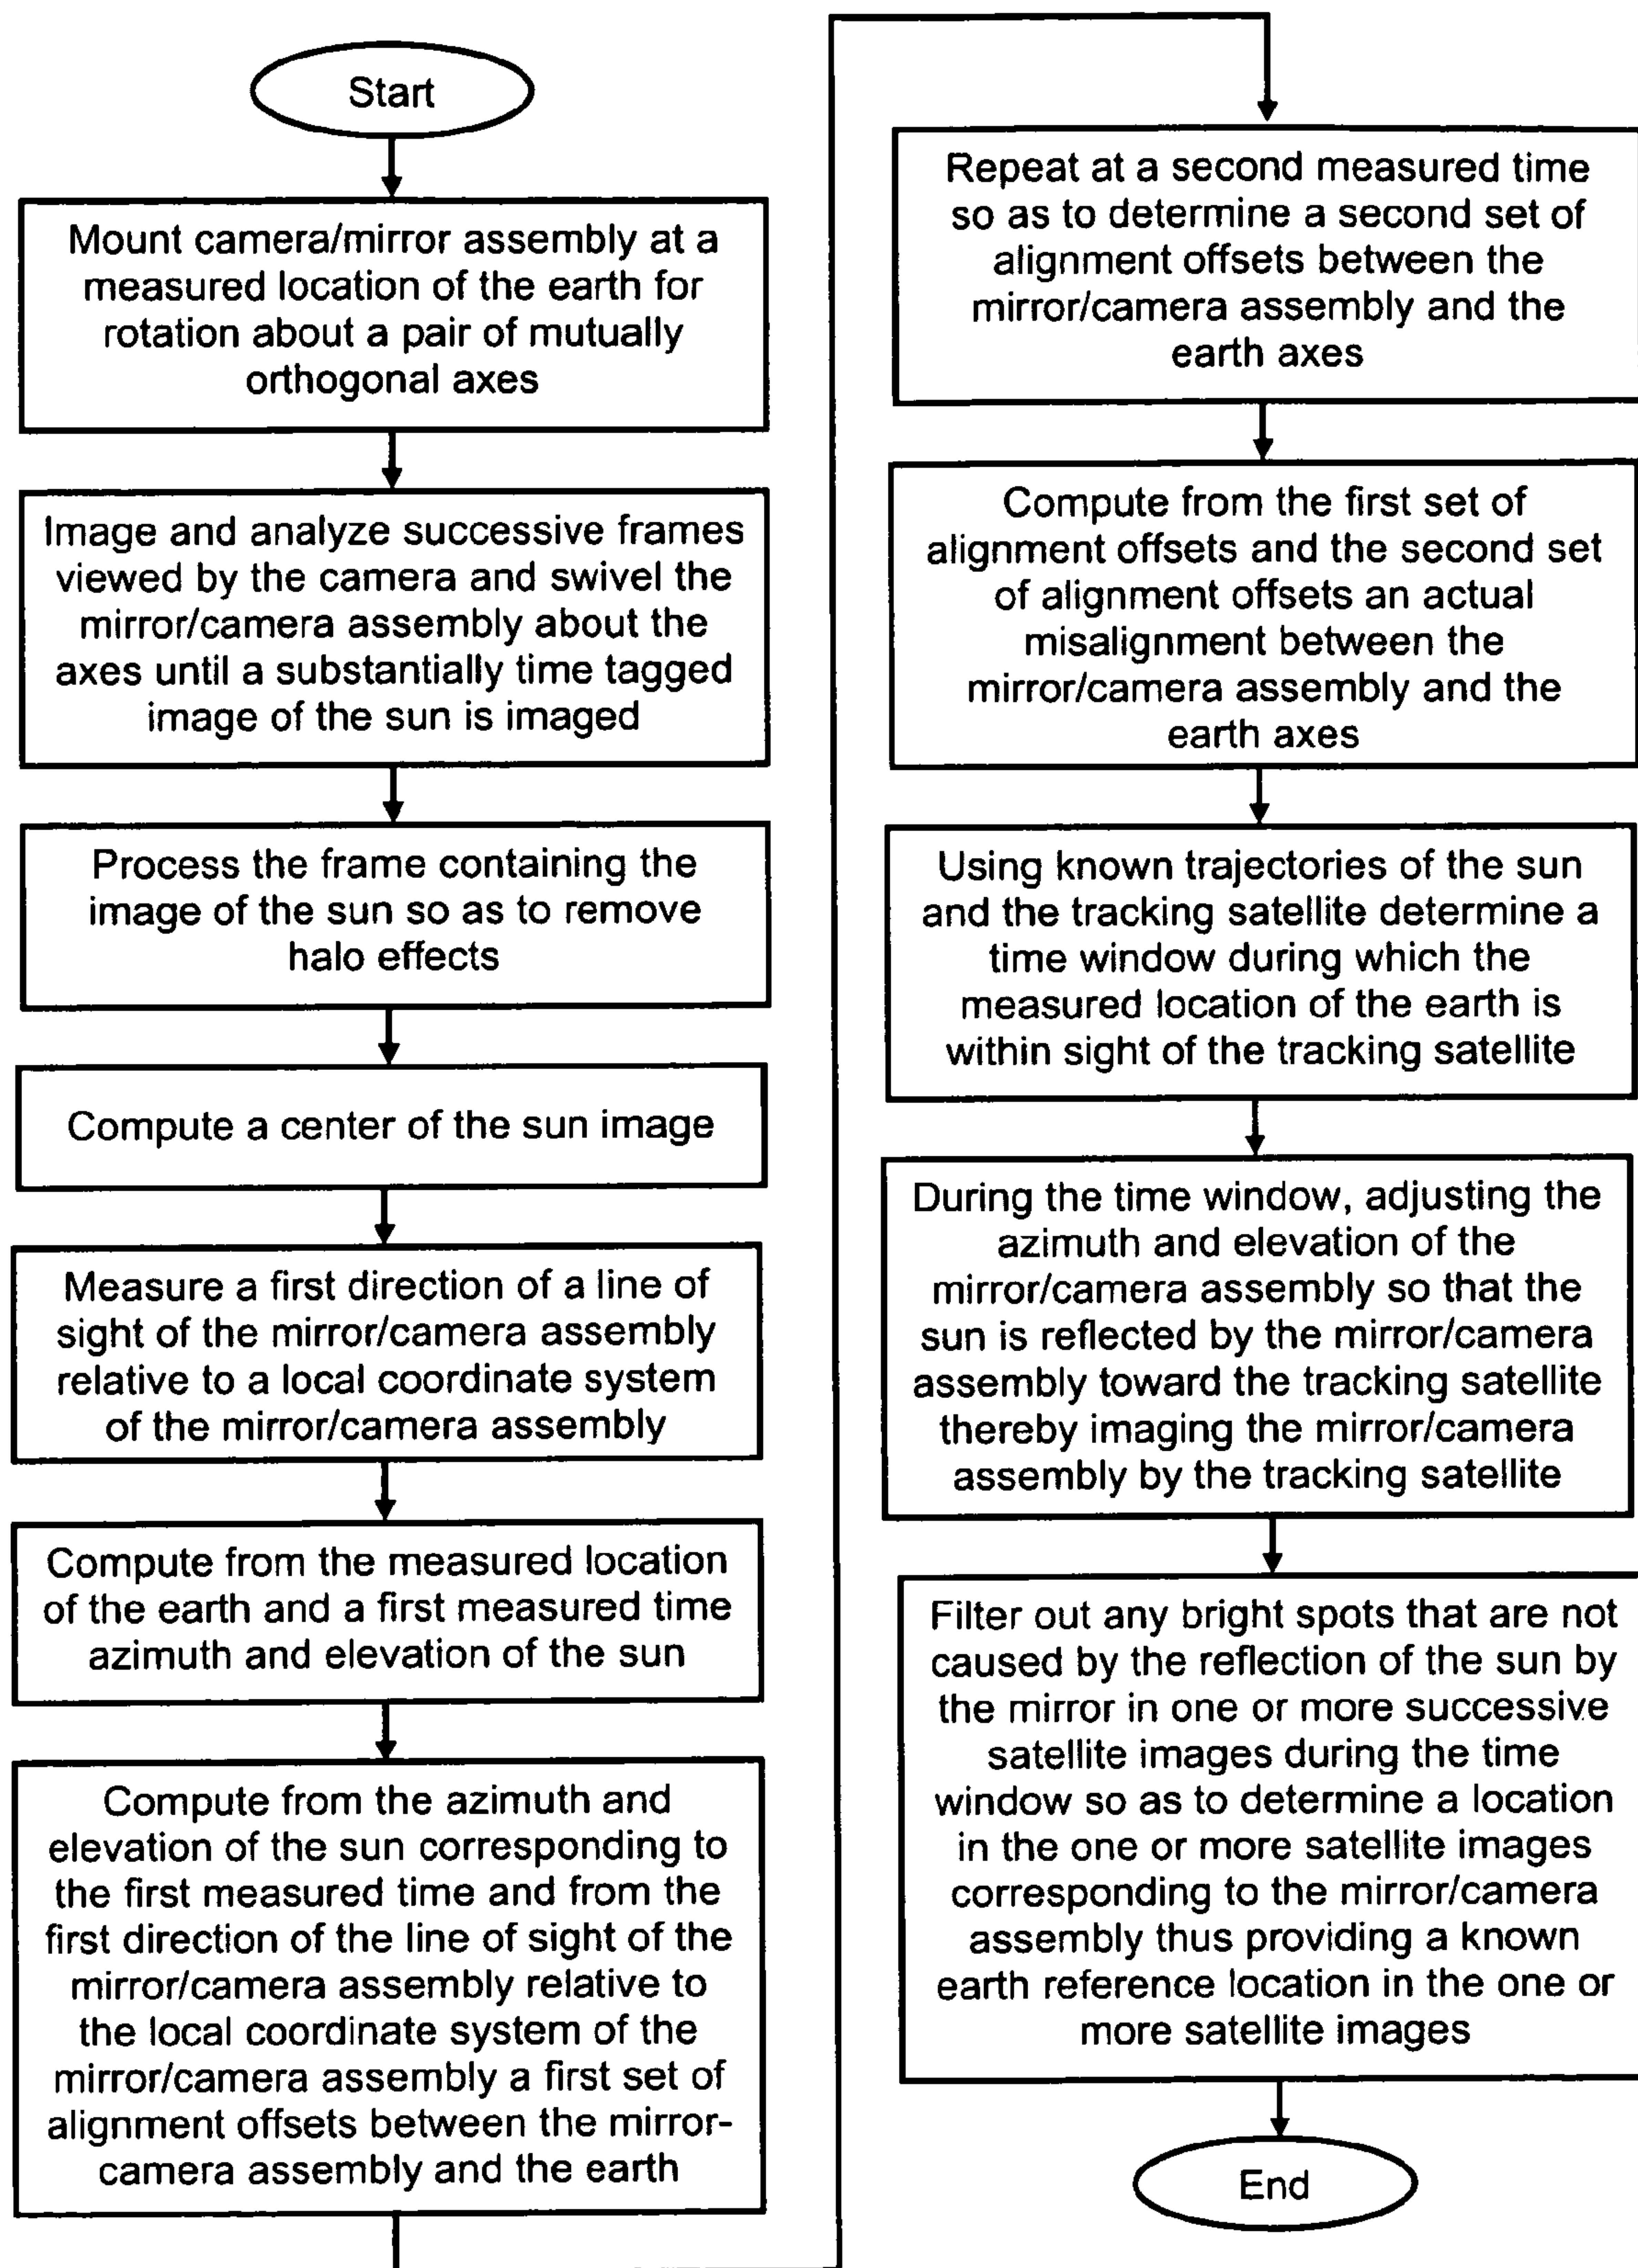 Start
Mount camera/mirror assembly at a
measured location of the earth for
rotation about a pair of mutually
orthogonal axes
Image and analyze successive frames
viewed by the camera and swivel the
mirror/camera assembly about the
axes until a substantially time tagged
image of the sun is imaged
Process the frame containing the
image of the sun so as to remove
halo effects
Compute a center of the sun image
Measure a first direction of a line of
sight of the mirror/camera assembly
relative to a local coordinate system
of the mirror/camera assembly
Compute from the measured location
of the earth and a first measured time
azimuth and elevation of the sun
Compute from the azimuth and
elevation of the sun corresponding to
the first measured time and from the
first direction of the line of sight of the
mirror/camera assembly relative to
the local coordinate system of the
mirror/camera assembly a first set of
alignment offsets between the mirror-
camera assembly and the earth
Repeat at a second measured time
so as to determine a second set of
alignment offsets between the
mirror/camera assembly and the
earth axes
Compute from the first set of
alignment offsets and the second set
of alignment offsets an actual
misalignment between the
mirror/camera assembly and the
earth axes
Using known trajectories of the sun
and the tracking satellite determine a
time window during which the
measured location of the earth is
within sight of the tracking satellite
During the time window, adjusting the
azimuth and elevation of the
mirror/camera assembly so that the
sun is reflected by the mirror/camera
assembly toward the tracking satellite
thereby imaging the mirror/camera
assembly by the tracking satellite
Filter out any bright spots that are not
caused by the reflection of the sun by
the mirror in one or more successive
satellite images during the time
window so as to determine a location
in the one or more satellite images
corresponding to the mirror/camera
assembly thus providing a known
earth reference location in the one or
more satellite images
End